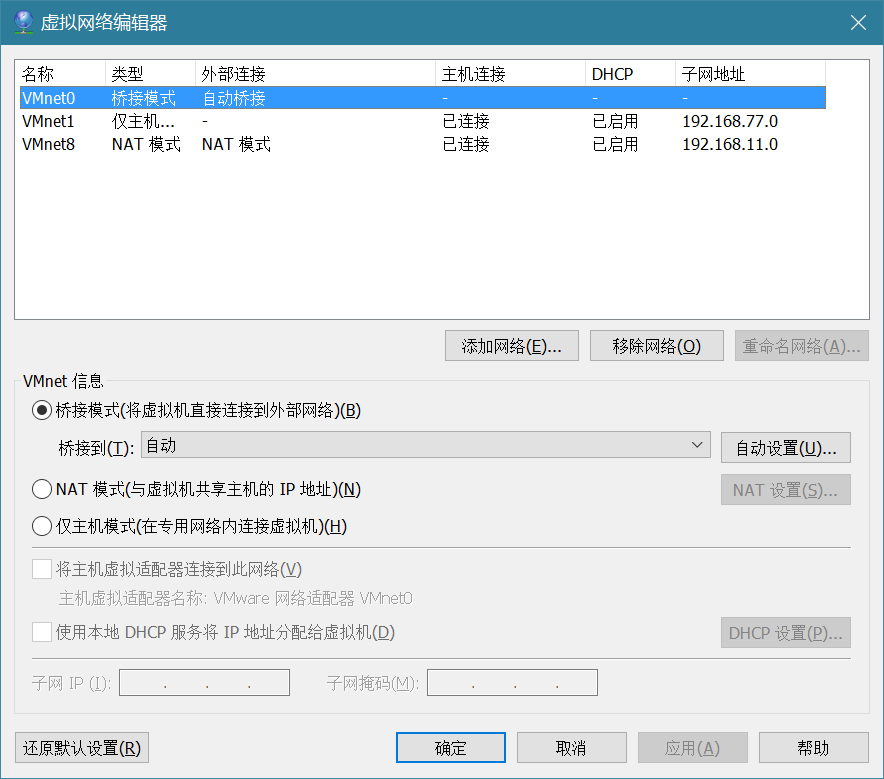 虚拟网络编辑器
名称 类型 外部连接 主机连接 DHCP 子网地址
VMnet0 桥接模式 自动桥接 - - -
VMnet1 仅主机... - 已连接 已启用 192.168.77.0
VMnet8 NAT 模式 NAT 模式 已连接 已启用 192.168.11.0
添加网络(E)... 移除网络(O) 重命名网络(A)...
VMnet 信息
桥接模式(将虚拟机直接连接到外部网络)(B)
桥接到(T): 自动 自动设置(U)...
NAT 模式(与虚拟机共享主机的 IP 地址)(N) NAT 设置(S)...
仅主机模式(在专用网络内连接虚拟机)(H)
将主机虚拟适配器连接到此网络(V)
主机虚拟适配器名称: VMware 网络适配器 VMnet0
使用本地 DHCP 服务将 IP 地址分配给虚拟机(D) DHCP 设置(P)...
子网 IP (I): . . . 子网掩码(M): . . .
还原默认设置(R) 确定 取消 应用(A) 帮助